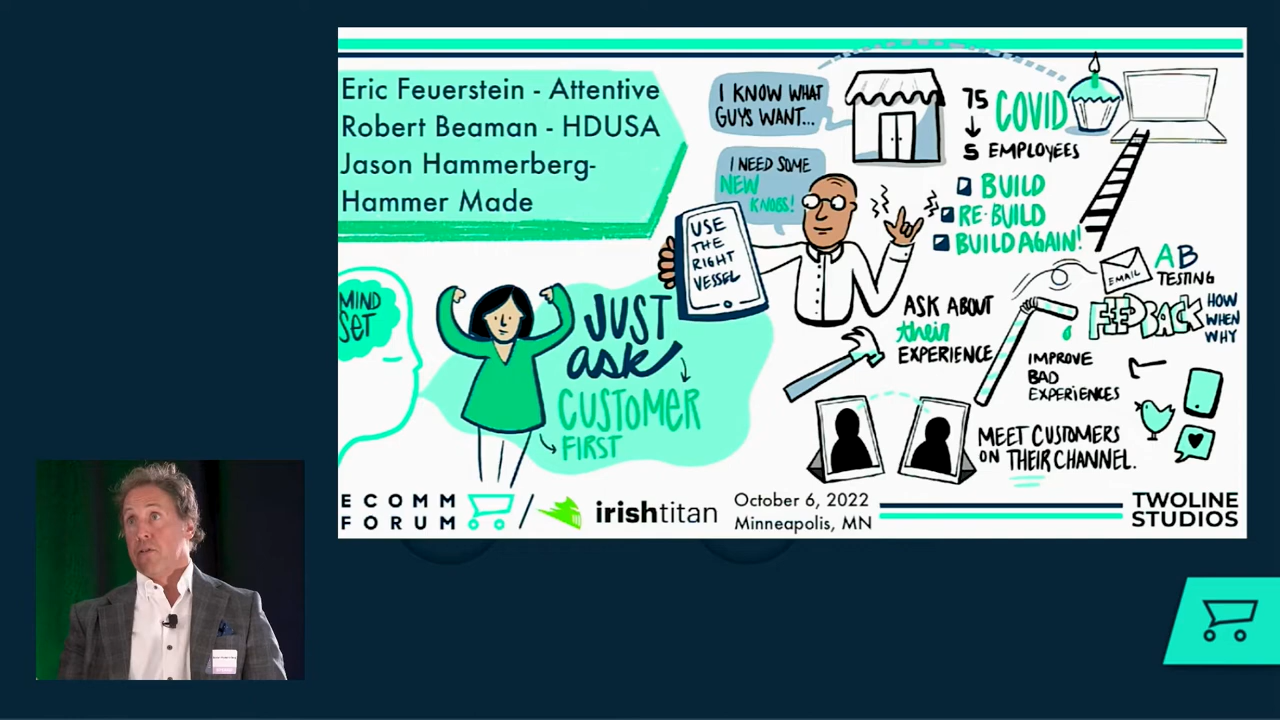 Eric Feuerstein - Attentive
Robert Beaman - HDUSA
Jason Hammerberg-
Hammer Made
MIND
SET
JUST
ask
CUSTOMER
FIRST
I KNOW WHAT
GUYS WANT...
I NEED SOME
NEW
KNOBS!
USE
THE
RIGHT
VESSEL
75
COVID
5 EMPLOYEES
BUILD
RE-BUILD
BUILD AGAIN!
EMAIL
AB
TESTING
FEEDBACK
HOW
WHEN
WHY
ASK ABOUT
their
EXPERIENCE
IMPROVE
BAD
EXPERIENCES
MEET CUSTOMERS
ON THEIR CHANNEL.
ECOMM
FORUM
irishtitan
October 6, 2022
Minneapolis, MN
TWOLINE
STUDIOS